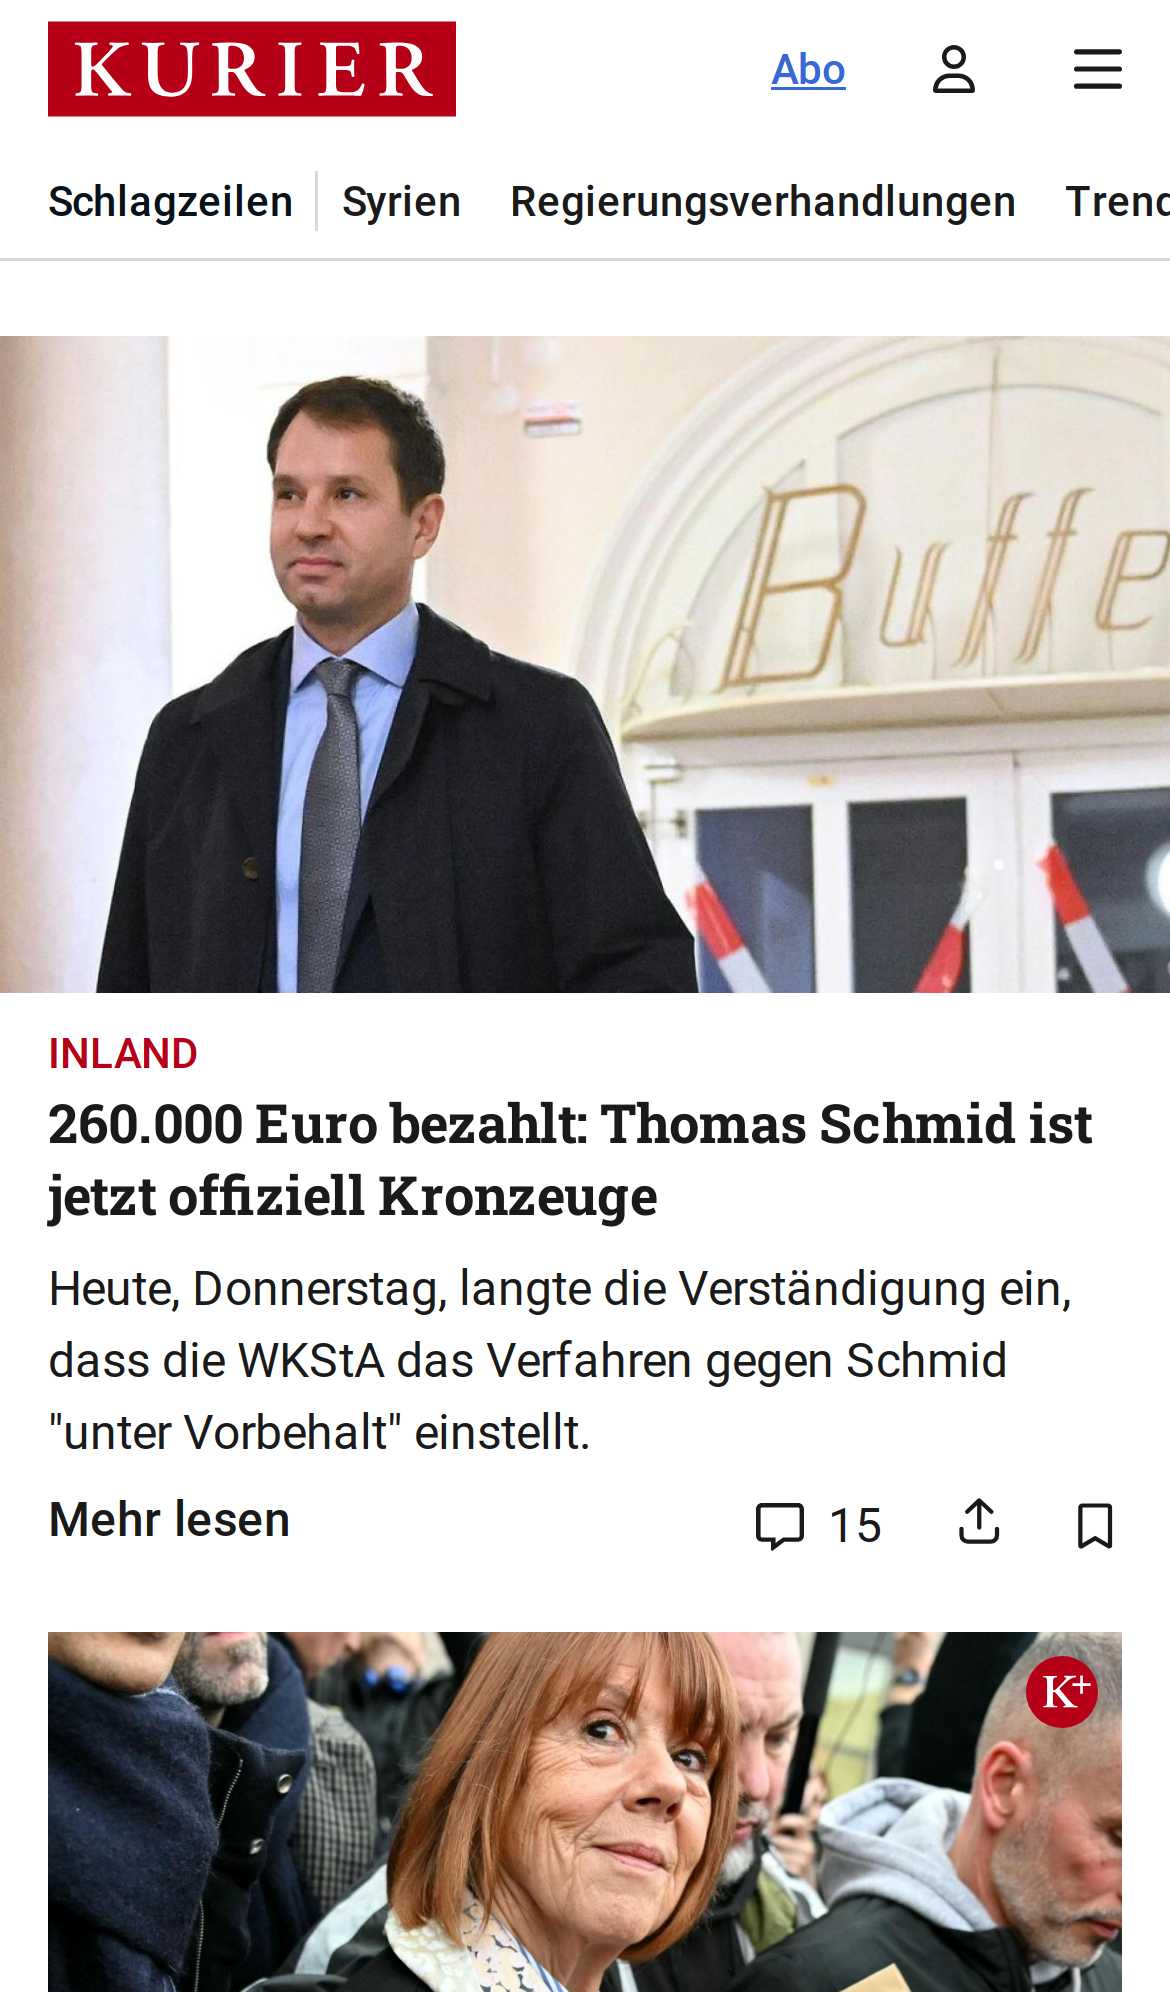 KURIER
Abo
Schlagzeilen Syrien Regierungsverhandlungen Trend
Buffe
INLAND
260.000 Euro bezahlt: Thomas Schmid ist
jetzt offiziell Kronzeuge
Heute, Donnerstag, langte die Verständigung ein,
dass die WKStA das Verfahren gegen Schmid
"unter Vorbehalt" einstellt.
Mehr lesen 15
K+